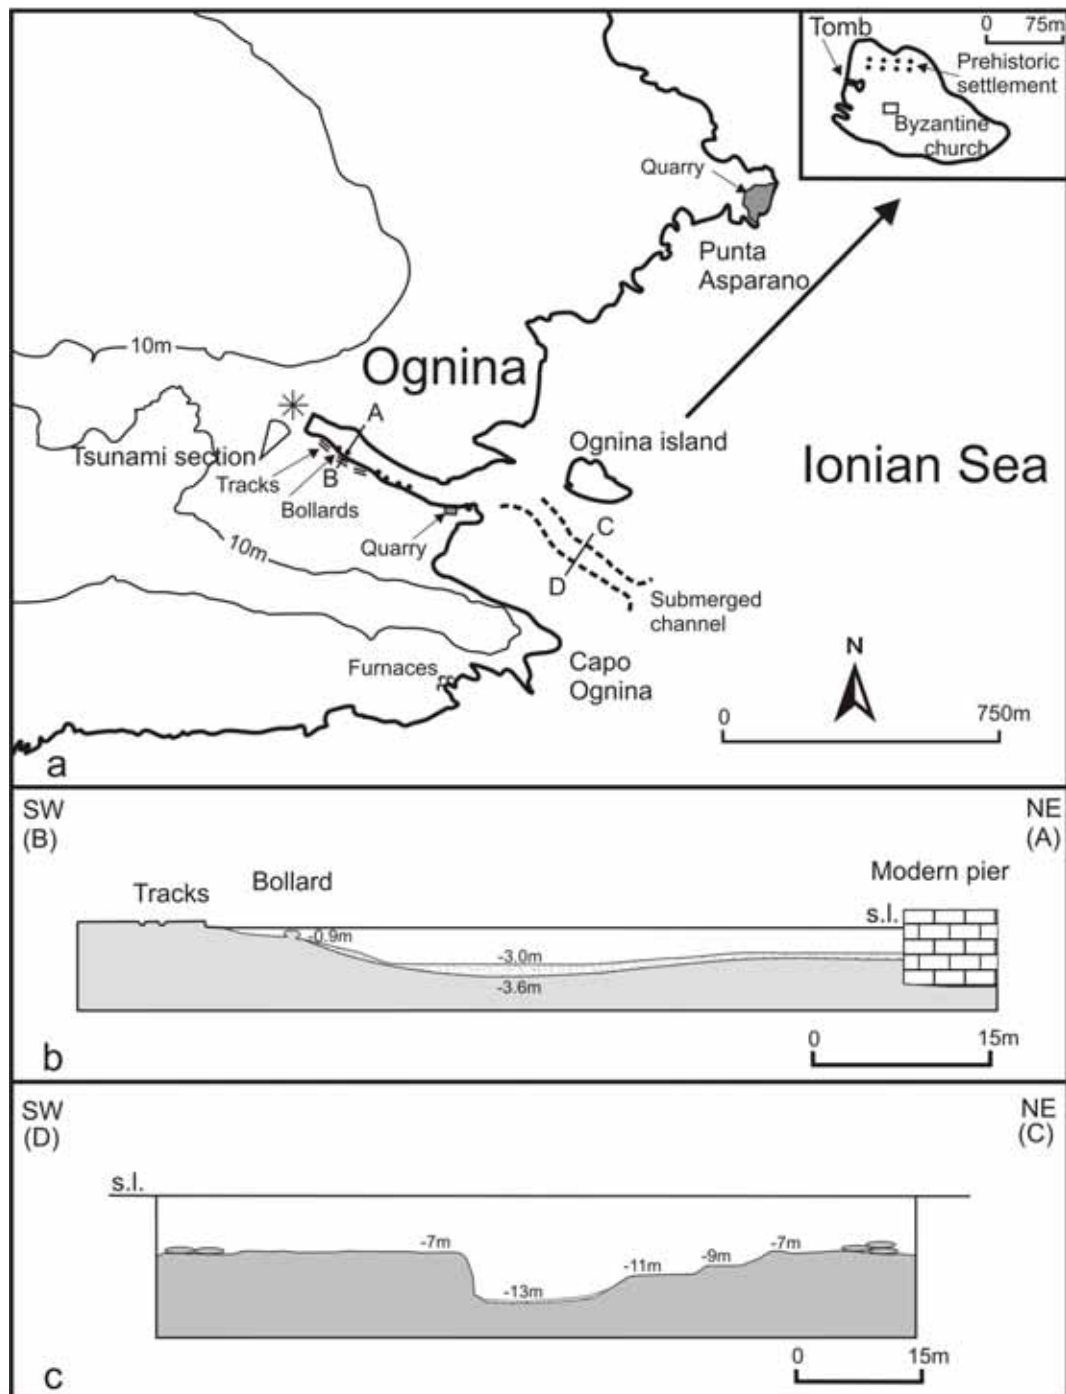 0 75m
Tomb
Prehistoric
settlement
Byzantine
church
Quarry
Punta
Asparano
10m
Ognina
A
Ognina island
Tsunami section
Ionian Sea
Tracks
B
Bollards
C
Quarry
10m
D
Submerged
channel
N
Furnaces
Capo
Ognina
0 750m
a
SW
(B)
NE
(A)
Tracks
Bollard
Modern pier
s.l.
-0.9m
-3.0m
-3.6m
0 15m
b
SW
(D)
NE
(C)
s.l.
-7m
-7m
-9m
-11m
-13m
0 15m
c